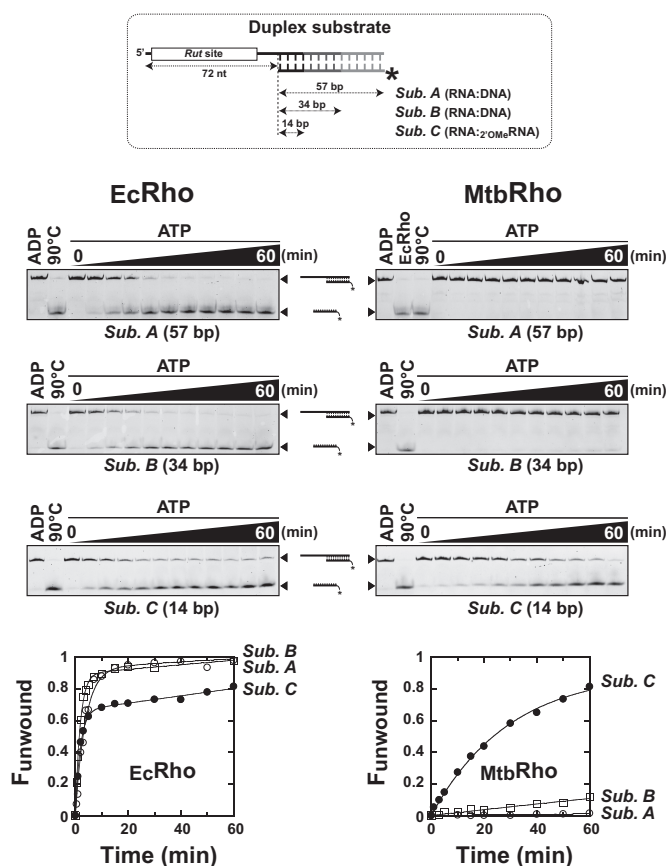 Duplex substrate
5'
Rut site
72 nt
*
57 bp
Sub. A (RNA:DNA)
34 bp
Sub. B (RNA:DNA)
14 bp
Sub. C (RNA:2'OMeRNA)
EcRho
MtbRho
ADP
90°C
ATP
0
60
(min)
*
*
Sub. A (57 bp)
ADP
EcRho
90°C
ATP
0
60
(min)
Sub. A (57 bp)
ADP
90°C
ATP
0
60
(min)
*
*
Sub. B (34 bp)
ADP
90°C
ATP
0
60
(min)
Sub. B (34 bp)
ADP
90°C
ATP
0
60
(min)
*
*
Sub. C (14 bp)
ADP
90°C
ATP
0
60
(min)
Sub. C (14 bp)
Funwound
1
0.8
0.6
0.4
0.2
0
0
20
40
60
Time (min)
Sub. B
Sub. A
Sub. C
EcRho
Funwound
1
0.8
0.6
0.4
0.2
0
0
20
40
60
Time (min)
Sub. C
Sub. B
Sub. A
MtbRho